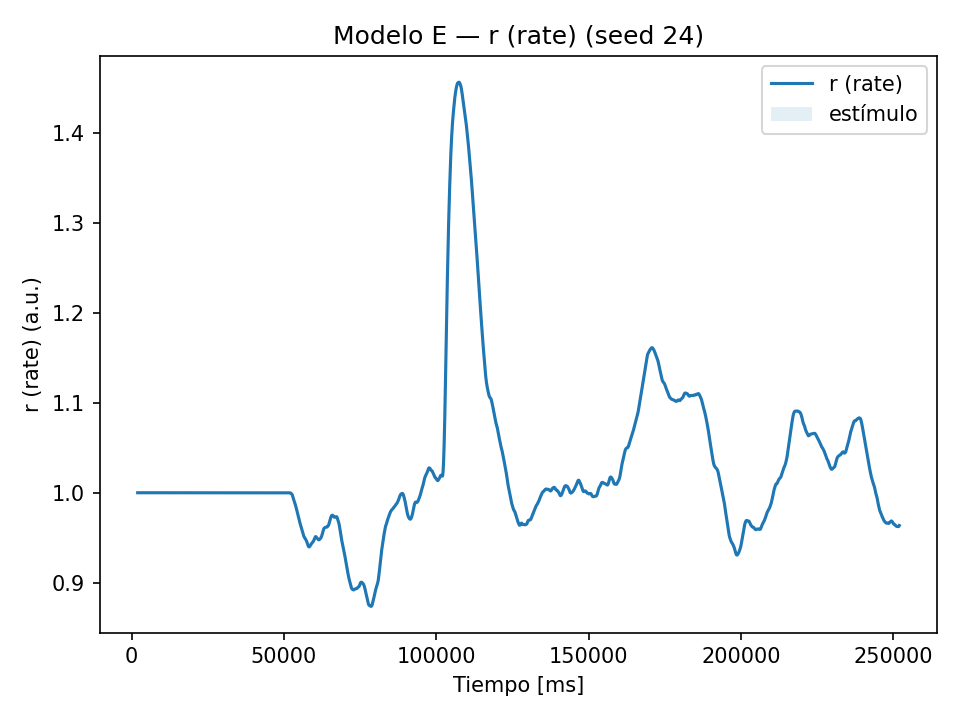 Modelo E — r (rate) (seed 24)
r (rate)
estímulo
r (rate) (a.u.)
1.4
1.3
1.2
1.1
1.0
0.9
0 50000 100000 150000 200000 250000
Tiempo [ms]